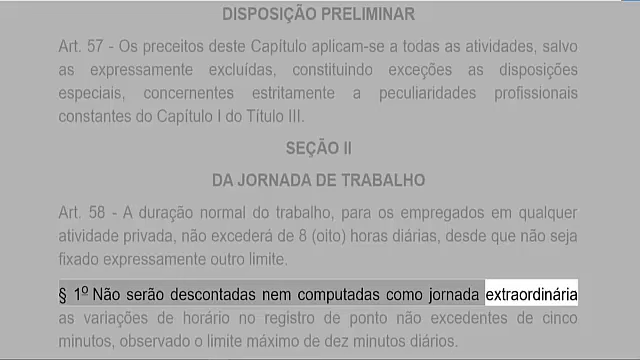 DISPOSIÇÃO PRELIMINAR
Art. 57 - Os preceitos deste Capítulo aplicam-se a todas as atividades, salvo
as expressamente excluídas, constituindo exceções as disposições
especiais, concernentes estritamente a peculiaridades profissionais
constantes do Capítulo I do Título III.
SEÇÃO II
DA JORNADA DE TRABALHO
Art. 58 - A duração normal do trabalho, para os empregados em qualquer
atividade privada, não excederá de 8 (oito) horas diárias, desde que não seja
fixado expressamente outro limite.
§ 1º Não serão descontadas nem computadas como jornada extraordinária
as variações de horário no registro de ponto não excedentes de cinco
minutos, observado o limite máximo de dez minutos diários.